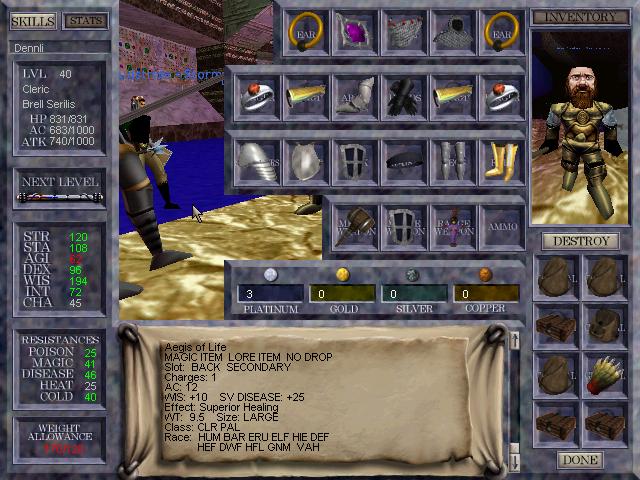 SKILLS STATS
INVENTORY
Dennli
LVL 40
Cleric
Brell Serilis
HP 831/831
AC 683/1000
ATK 740/1000
NEXT LEVEL
STR 120
STA 108
AGI 62
DEX 96
WIS 194
INT 72
CHA 45
RESISTANCES
POISON 25
MAGIC 41
DISEASE 46
HEAT 25
COLD 40
WEIGHT
ALLOWANCE
EAR
EAR
AMMO
3 0 0 0
PLATINUM GOLD SILVER COPPER
Aegis of Life
MAGIC ITEM LORE ITEM NO DROP
Slot: BACK SECONDARY
Charges: 1
AC: 12
WIS: +10 SV DISEASE: +25
Effect: Superior Healing
WT: 9.5 Size: LARGE
Class: CLR PAL
Race: HUM BAR ERU ELF HIE DEF
HEF DWF HFL GNM VAH
DESTROY
DONE